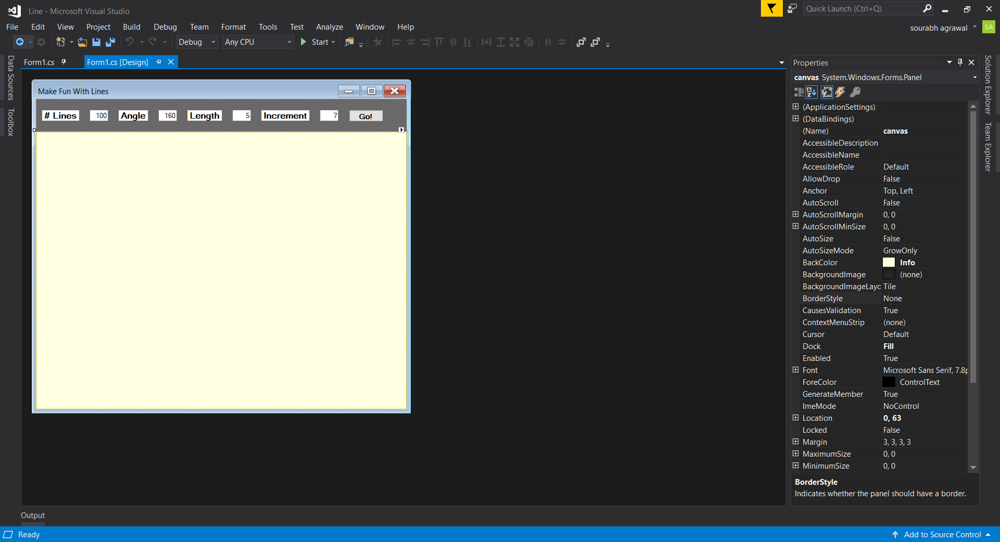 Line - Microsoft Visual Studio
Quick Launch (Ctrl+Q)
File Edit View Project Build Debug Team Format Tools Test Analyze Window Help
sourabh agrawal SA
Debug Any CPU Start
Data Sources
Toolbox
Form1.cs Form1.cs [Design]
Make Fun With Lines
# Lines 100 Angle 160 Length 5 Increment 7 Go!
Properties
canvas System.Windows.Forms.Panel
(ApplicationSettings)
(DataBindings)
(Name) canvas
AccessibleDescription
AccessibleName
AccessibleRole Default
AllowDrop False
Anchor Top, Left
AutoScroll False
AutoScrollMargin 0, 0
AutoScrollMinSize 0, 0
AutoSize False
AutoSizeMode GrowOnly
BackColor Info
BackgroundImage (none)
BackgroundImageLayo Tile
BorderStyle None
CausesValidation True
ContextMenuStrip (none)
Cursor Default
Dock Fill
Enabled True
Font Microsoft Sans Serif, 7.8p
ForeColor ControlText
GenerateMember True
ImeMode NoControl
Location 0, 63
Locked False
Margin 3, 3, 3, 3
MaximumSize 0, 0
MinimumSize 0, 0
BorderStyle
Indicates whether the panel should have a border.
Solution Explorer
Team Explorer
Output
Ready
Add to Source Control